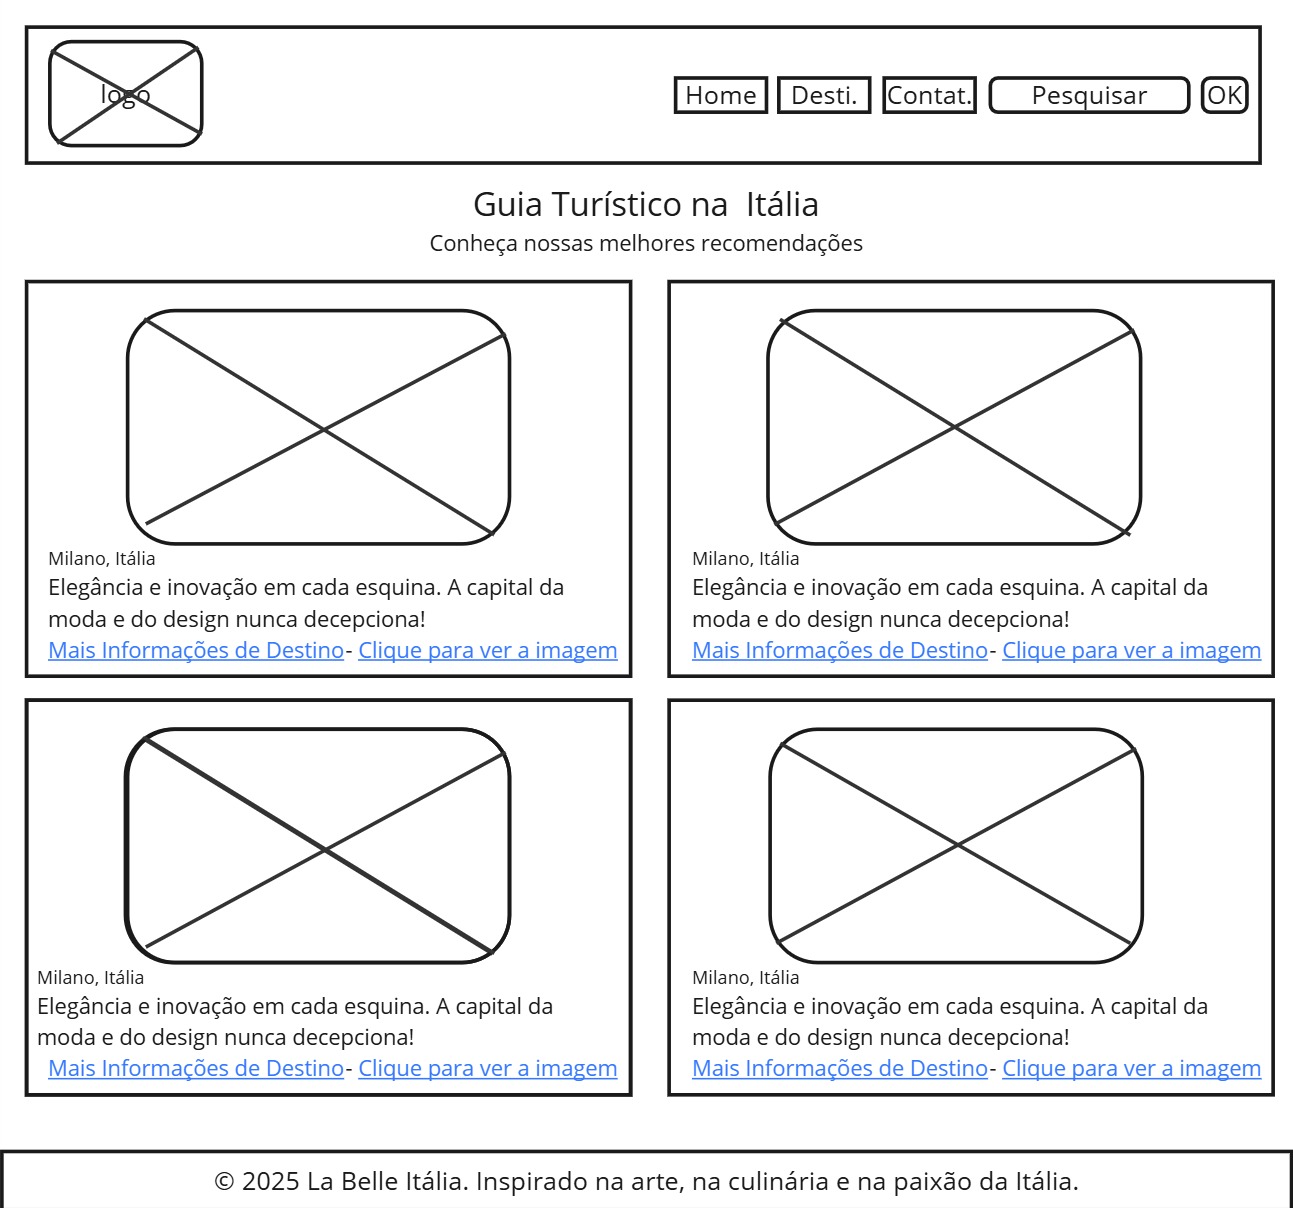 logo
Home Desti. Contat. Pesquisar OK
Guia Turístico na  Itália
Conheça nossas melhores recomendações
Milano, Itália
Elegância e inovação em cada esquina. A capital da
moda e do design nunca decepciona!
Mais Informações de Destino- Clique para ver a imagem
Milano, Itália
Elegância e inovação em cada esquina. A capital da
moda e do design nunca decepciona!
Mais Informações de Destino- Clique para ver a imagem
Milano, Itália
Elegância e inovação em cada esquina. A capital da
moda e do design nunca decepciona!
Mais Informações de Destino- Clique para ver a imagem
Milano, Itália
Elegância e inovação em cada esquina. A capital da
moda e do design nunca decepciona!
Mais Informações de Destino- Clique para ver a imagem
© 2025 La Belle Itália. Inspirado na arte, na culinária e na paixão da Itália.